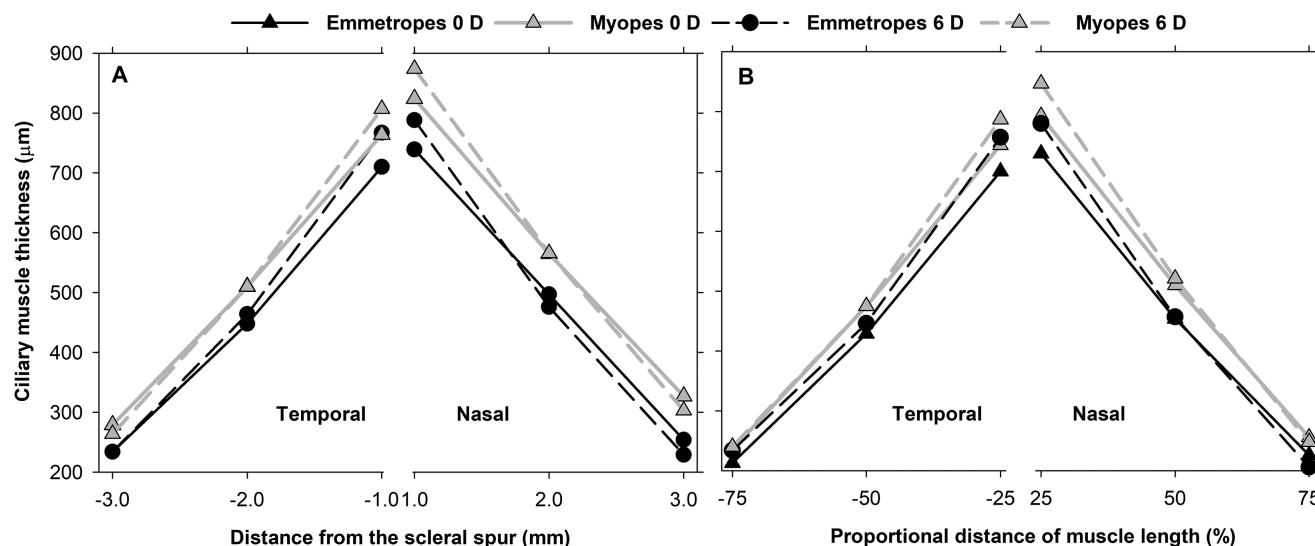 Emmetropes 0 D Myopes 0 D Emmetropes 6 D Myopes 6 D
A
B
Ciliary muscle thickness (μm)
900
800
700
600
500
400
300
200
Temporal Nasal
Temporal Nasal
-3.0 -2.0 -1.0 1.0 2.0 3.0
-75 -50 -25 25 50 75
Distance from the scleral spur (mm)
Proportional distance of muscle length (%)